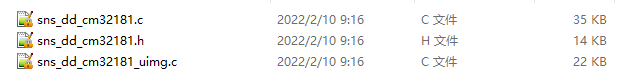 sns_dd_cm32181.c 2022/2/10 9:16 C 文件 35 KB
sns_dd_cm32181.h 2022/2/10 9:16 H 文件 14 KB
sns_dd_cm32181_uimg.c 2022/2/10 9:16 C 文件 22 KB